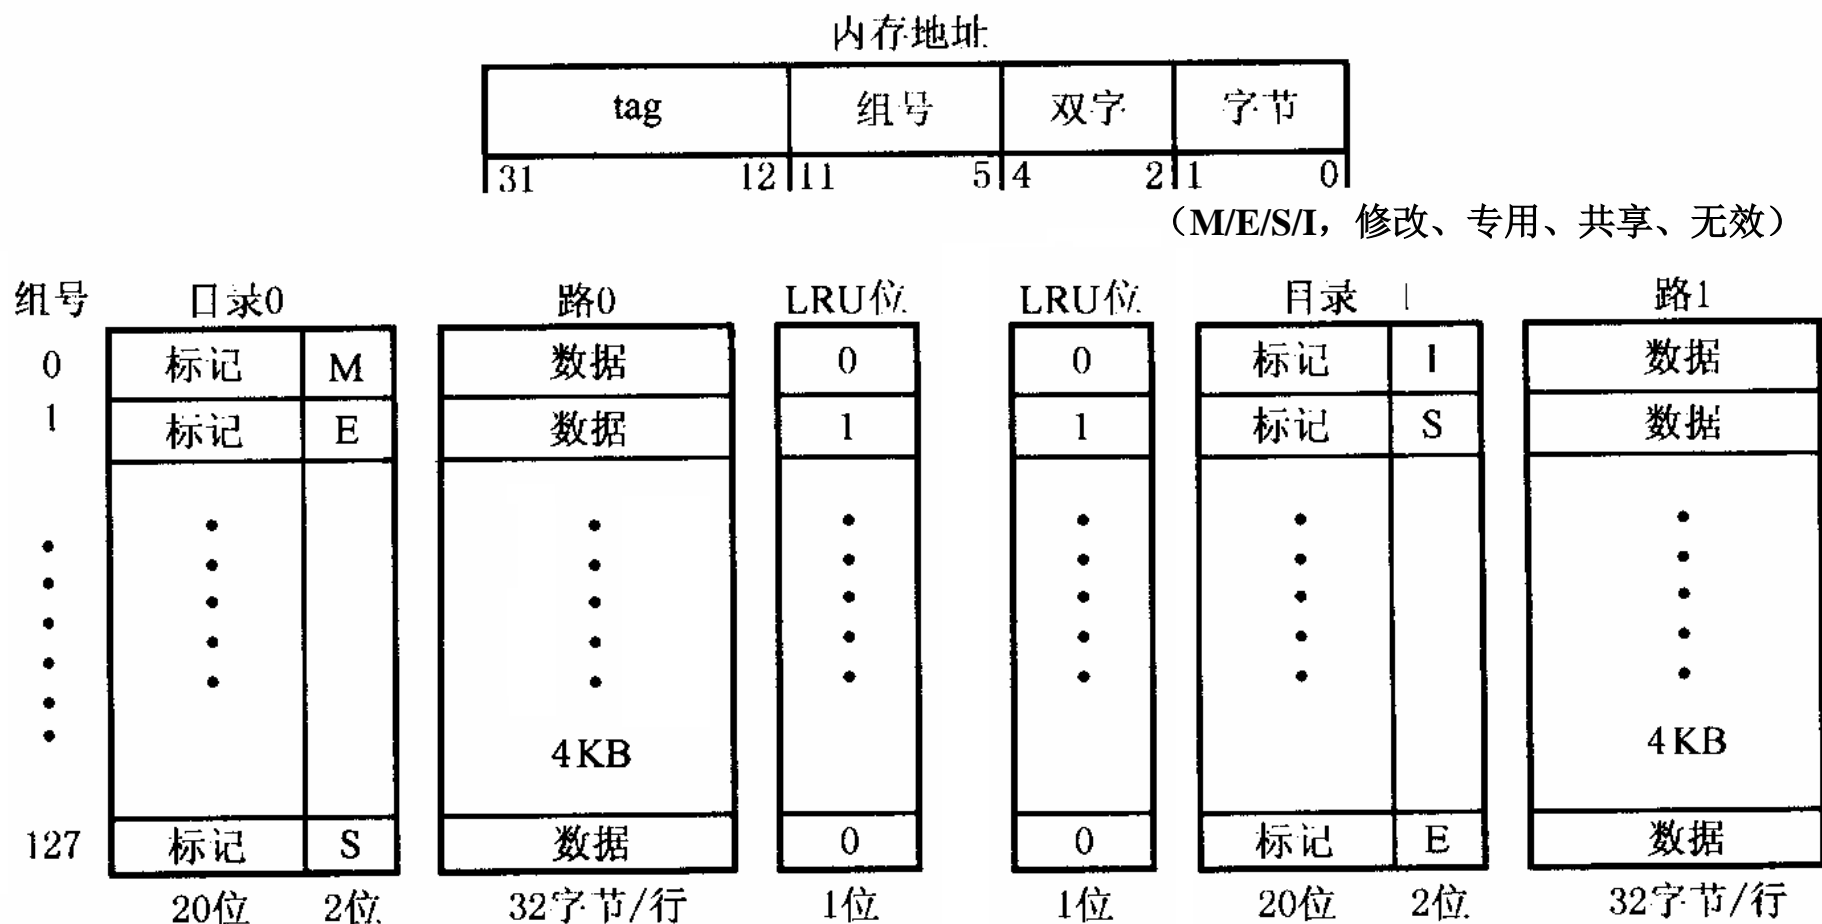 内存地址
tag 组号 双字 字节
31 12 11 5 4 2 1 0
（M/E/S/I，修改、专用、共享、无效）
组号 目录0 路0 LRU位 LRU位 目录 1 路1
0 标记 M 数据 0 0 标记 I 数据
1 标记 E 数据 1 1 标记 S 数据
4KB 4KB
127 标记 S 数据 0 0 标记 E 数据
20位 2位 32字节/行 1位 1位 20位 2位 32字节/行